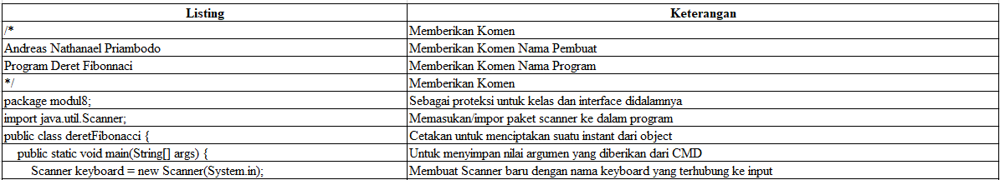 Listing Keterangan
/* Memberikan Komen
Andreas Nathanael Priambodo Memberikan Komen Nama Pembuat
Program Deret Fibonnaci Memberikan Komen Nama Program
*/ Memberikan Komen
package modul8; Sebagai proteksi untuk kelas dan interface didalamnya
import java.util.Scanner; Memasukan/impor paket scanner ke dalam program
public class deretFibonacci { Cetakan untuk menciptakan suatu instant dari object
public static void main(String[] args) { Untuk menyimpan nilai argumen yang diberikan dari CMD
Scanner keyboard = new Scanner(System.in); Membuat Scanner baru dengan nama keyboard yang terhubung ke input